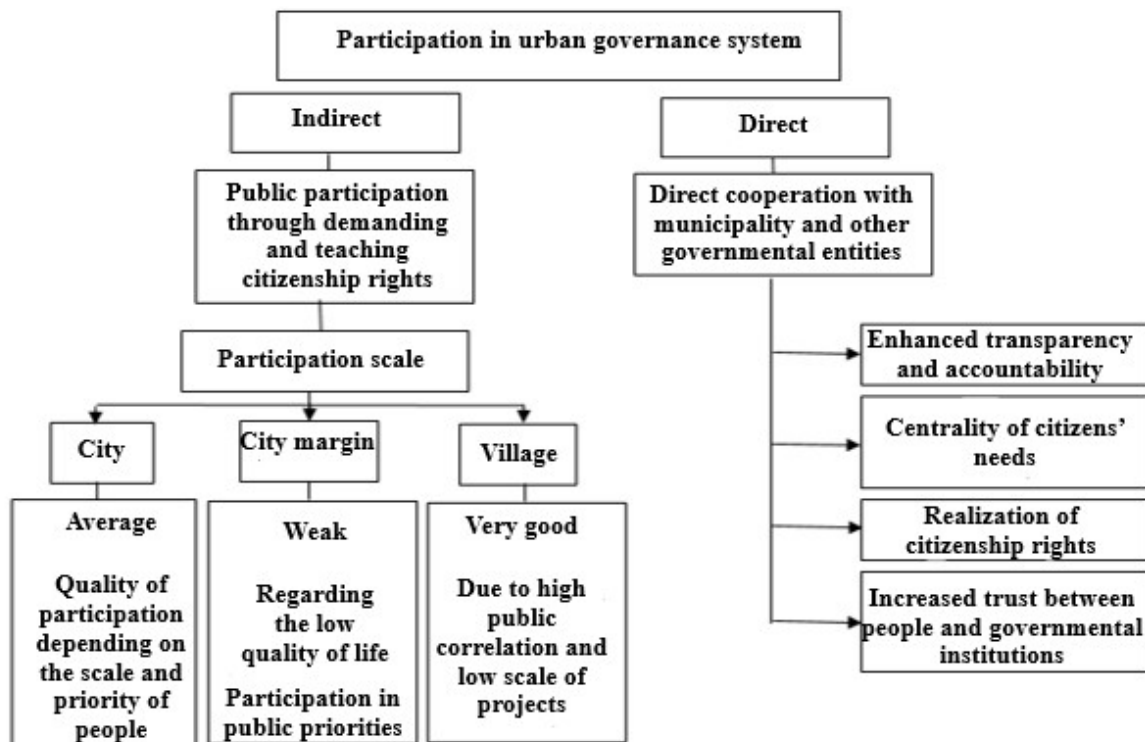 Participation in urban governance system
Indirect
Public participation
through demanding
and teaching
citizenship rights
Participation scale
City
Average
Quality of
participation
depending on
the scale and
priority of
people
City margin
Weak
Regarding
the low
quality of life
Participation in
public priorities
Village
Very good
Due to high
public
correlation and
low scale of
projects
Direct
Direct cooperation with
municipality and other
governmental entities
Enhanced transparency
and accountability
Centrality of citizens’
needs
Realization of
citizenship rights
Increased trust between
people and governmental
institutions